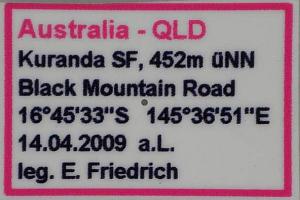 Australia - QLD
Kuranda SF, 452m üNN
Black Mountain Road
16°45'33"S 145°36'51"E
14.04.2009 a.L.
leg. E. Friedrich